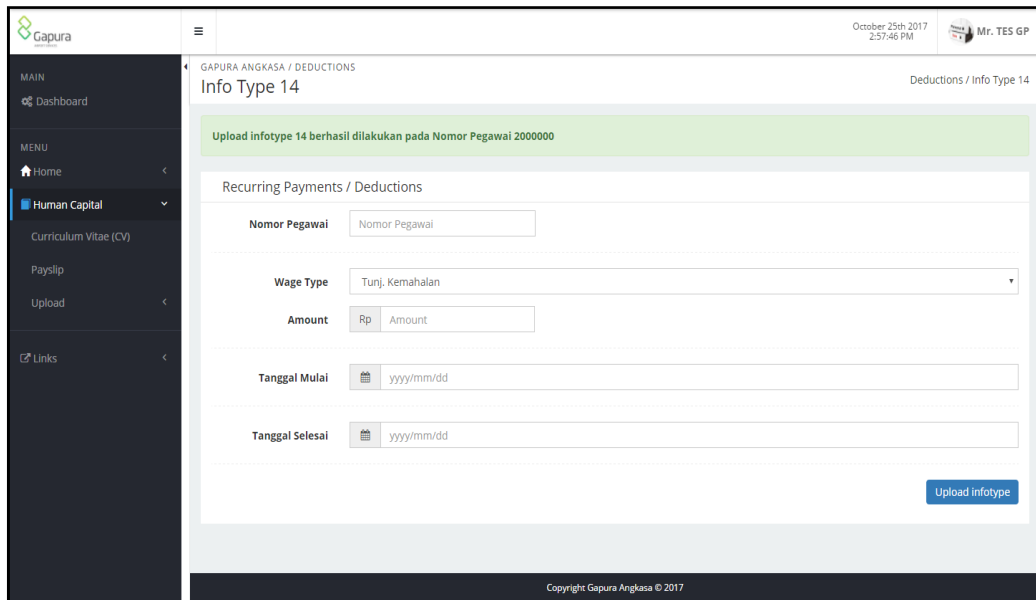 Gapura
October 25th 2017
2:57:46 PM
Mr. TES GP
MAIN
Dashboard
MENU
Home
Human Capital
Curriculum Vitae (CV)
Payslip
Upload
Links
GAPURA ANGKASA / DEDUCTIONS
Info Type 14
Deductions / Info Type 14
Upload infotype 14 berhasil dilakukan pada Nomor Pegawai 2000000
Recurring Payments / Deductions
Nomor Pegawai Nomor Pegawai
Wage Type Tunj. Kemahalan
Amount Rp Amount
Tanggal Mulai yyyy/mm/dd
Tanggal Selesai yyyy/mm/dd
Upload infotype
Copyright Gapura Angkasa © 2017